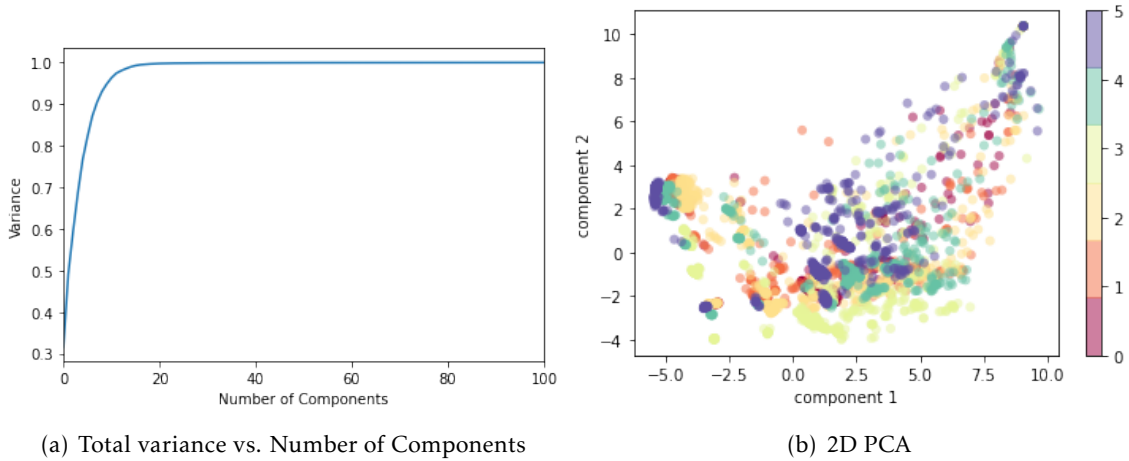 1.0
0.9
0.8
0.7
0.6
0.5
0.4
0.3
Variance
0 20 40 60 80 100
Number of Components
(a) Total variance vs. Number of Components
10
8
6
4
2
0
−2
−4
component 2
−5.0 −2.5 0.0 2.5 5.0 7.5 10.0
component 1
5
4
3
2
1
0
(b) 2D PCA